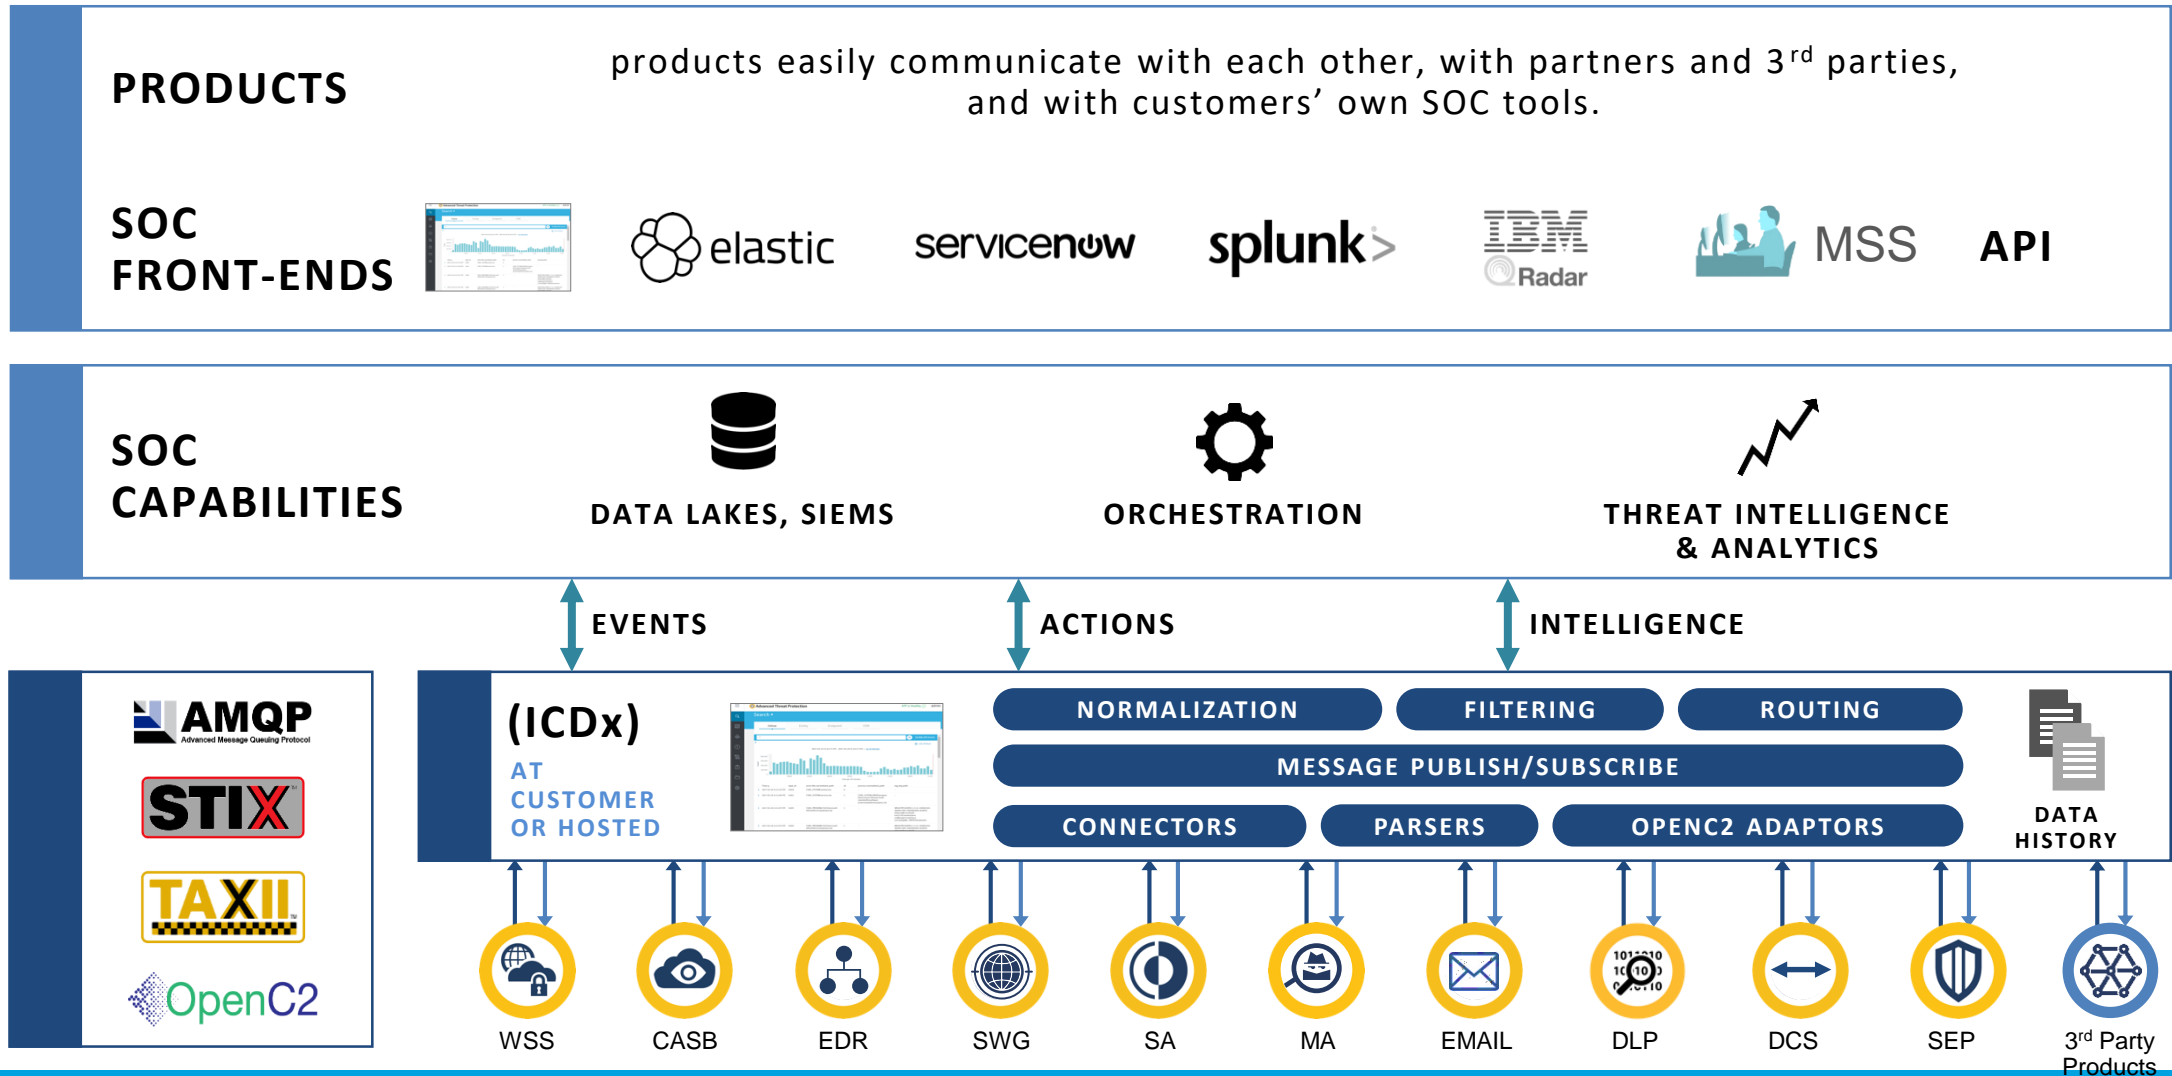 PRODUCTS
products easily communicate with each other, with partners and 3rd parties,
and with customers’ own SOC tools.
SOC
FRONT-ENDS
elastic
servicenow
splunk>
IBM
QRadar
MSS
API
SOC
CAPABILITIES
DATA LAKES, SIEMS
ORCHESTRATION
THREAT INTELLIGENCE
& ANALYTICS
EVENTS
ACTIONS
INTELLIGENCE
AMQP
Advanced Message Queuing Protocol
STIX
TAXII
OpenC2
(ICDx)
AT
CUSTOMER
OR HOSTED
Advanced Threat Protection
NORMALIZATION
FILTERING
ROUTING
MESSAGE PUBLISH/SUBSCRIBE
CONNECTORS
PARSERS
OPENC2 ADAPTORS
DATA
HISTORY
WSS
CASB
EDR
SWG
SA
MA
EMAIL
DLP
DCS
SEP
3rd Party
Products